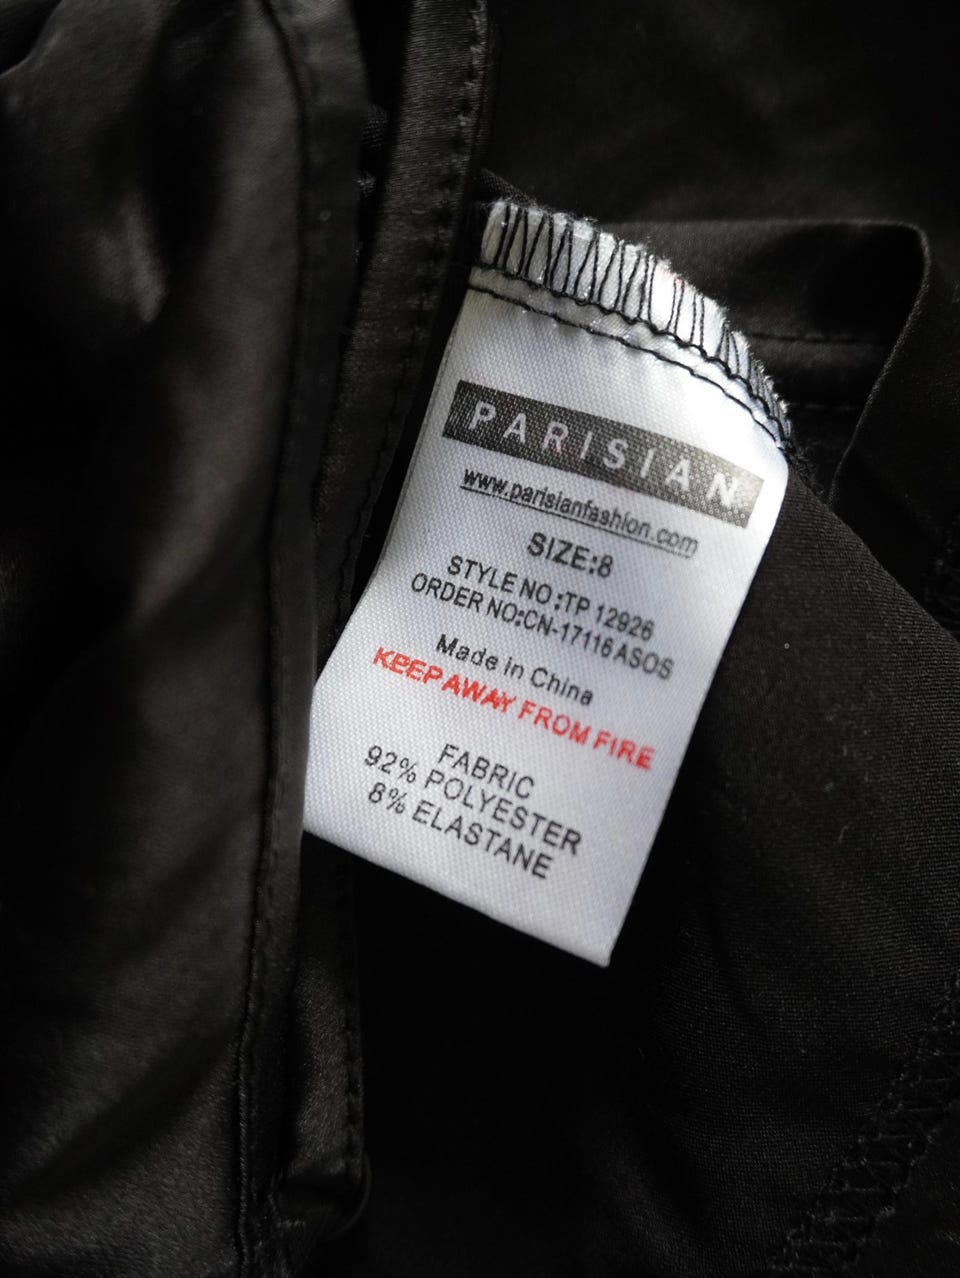 PARISIAN
www.parisianfashion.com
SIZE:8
STYLE NO:TP 12926
ORDER NO:CN-17116 ASOS
Made in China
KEEP AWAY FROM FIRE
FABRIC
92% POLYESTER
8% ELASTANE